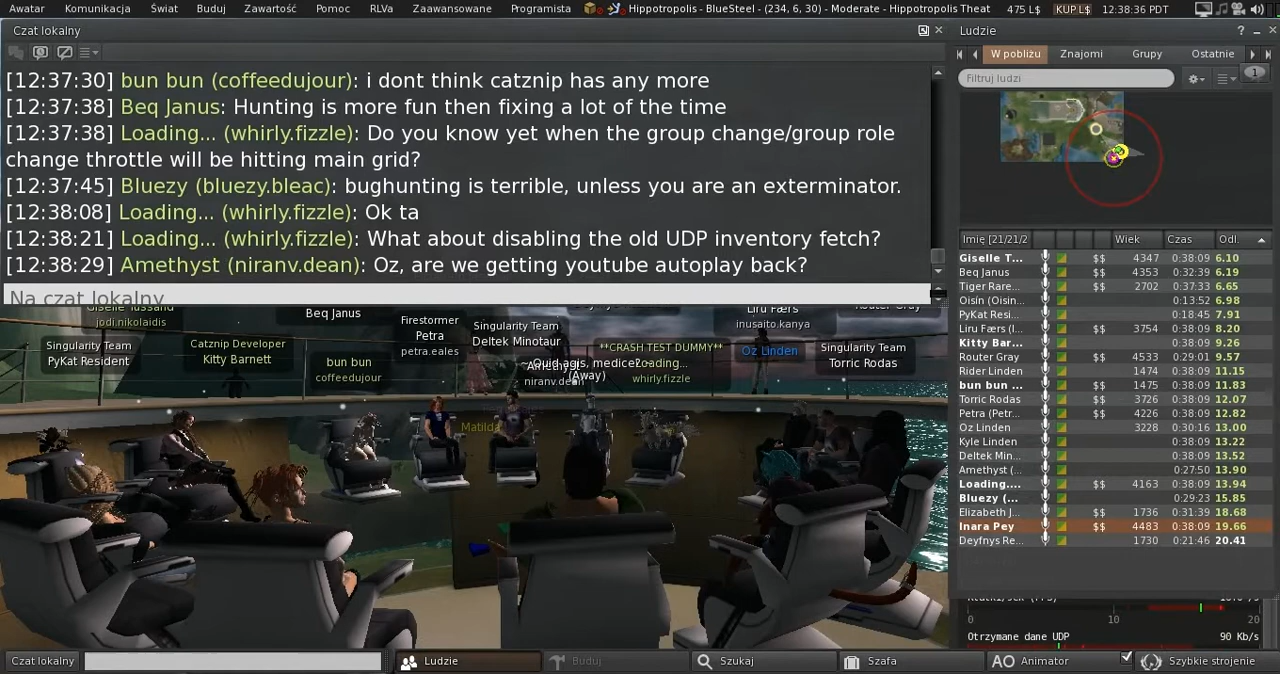 Awatar Komunikacja Świat Buduj Zawartość Pomoc RLVa Zaawansowane Programista Hippotropolis - BlueSteel - (234, 6, 30) - Moderate - Hippotropolis Theat 475 L$ KUP L$ 12:38:36 PDT
Czat lokalny
[12:37:30] bun bun (coffeedujour): i dont think catznip has any more
[12:37:38] Beq Janus: Hunting is more fun then fixing a lot of the time
[12:37:38] Loading... (whirly.fizzle): Do you know yet when the group change/group role
change throttle will be hitting main grid?
[12:37:45] Bluezy (bluezy.bleac): bughunting is terrible, unless you are an exterminator.
[12:38:08] Loading... (whirly.fizzle): Ok ta
[12:38:21] Loading... (whirly.fizzle): What about disabling the old UDP inventory fetch?
[12:38:29] Amethyst (niranv.dean): Oz, are we getting youtube autoplay back?
Na czat lokalny
jodi.nikolaidis
Singularity Team
PyKat Resident
Catznip Developer
Kitty Barnett
Beq Janus
bun bun
coffeedujour
Firestormer
Petra
petra.eales
Singularity Team
Deltek Minotaur
niranv.dean
(Away)
**CRASH TEST DUMMY**
Loading...
whirly.fizzle
Liru Færs
inusaito.kanya
Oz Linden
Router Gray
Singularity Team
Torric Rodas
Matilda
Ludzie
? _ ×
W pobliżu Znajomi Grupy Ostatnie
1
Filtruj ludzi
Imię [21/21/2 Wiek Czas Odl.
Giselle T... $$ 4347 0:38:09 6.10
Beq Janus $$ 4353 0:32:39 6.19
Tiger Rare... $$ 2702 0:37:33 6.65
Oisín (Oisin... 0:13:52 6.98
PyKat Resi... 0:18:45 7.91
Liru Færs (I... $$ 3754 0:38:09 8.20
Kitty Bar... $$ 0:38:09 9.26
Router Gray $$ 4533 0:29:01 9.57
Rider Linden 1474 0:38:09 11.15
bun bun ... $$ 1475 0:38:09 11.83
Torric Rodas $$ 3726 0:38:09 12.07
Petra (Petr... $$ 4226 0:38:09 12.82
Oz Linden 3228 0:30:16 13.00
Kyle Linden 0:38:09 13.22
Deltek Min... 0:38:09 13.52
Amethyst (... 0:27:50 13.90
Loading.... $$ 4163 0:38:09 13.94
Bluezy (... 0:29:23 15.85
Elizabeth J... $$ 1736 0:31:39 18.68
Inara Pey $$ 4483 0:38:09 19.66
Deyfnys Re... 1730 0:21:46 20.41
0 10 20
Otrzymane dane UDP 90 Kb/s
Czat lokalny Ludzie Buduj Szukaj Szafa AO Animator Szybkie strojenie